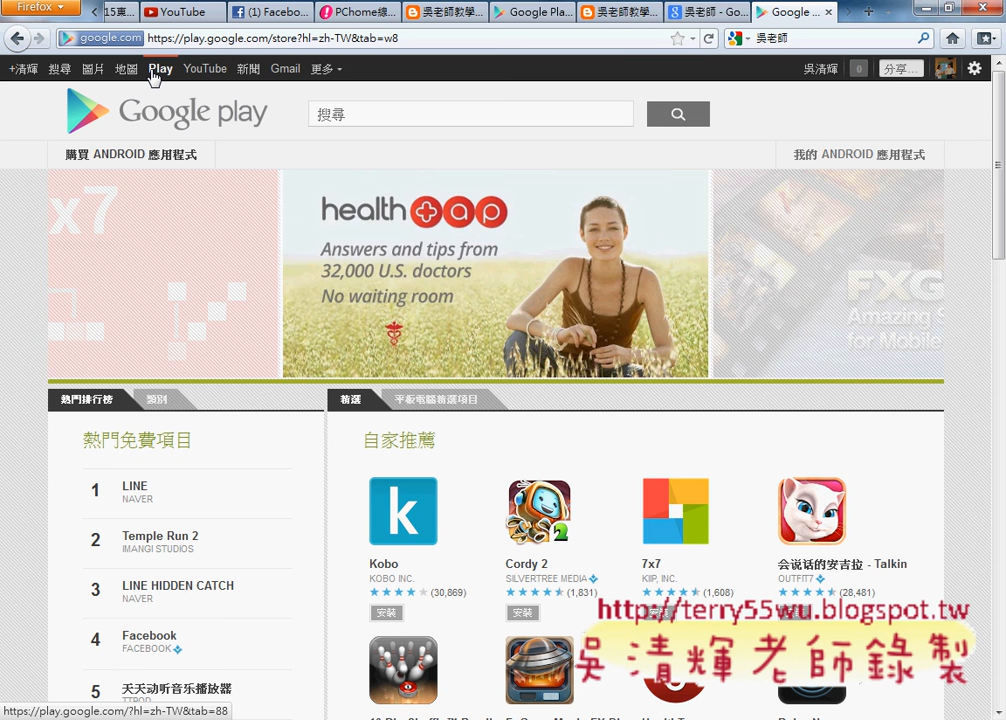 Firefox
15東...
YouTube
(1) Facebo...
PChome線...
吳老師教學...
Google Pla...
吳老師教學...
吳老師 - Go...
Google ...
google.com
https://play.google.com/store?hl=zh-TW&tab=w8
吳老師
+清輝 搜尋 圖片 地圖 Play YouTube 新聞 Gmail 更多
吳清輝 0 分享...
Google play
搜尋
購買 ANDROID 應用程式
我的 ANDROID 應用程式
x7
health tap
Answers and tips from
32,000 U.S. doctors
No waiting room
FXG
Amazing S
for Mobile
熱門排行榜 類別
精選 平板電腦精選項目
熱門免費項目
自家推薦
1 LINE
NAVER
2 Temple Run 2
IMANGI STUDIOS
3 LINE HIDDEN CATCH
NAVER
4 Facebook
FACEBOOK
5 天天动听音乐播放器
TTPOD
k
Kobo
KOBO INC.
(30,869)
安裝
2
Cordy 2
SILVERTREE MEDIA
(1,831)
安裝
7x7
KIIP, INC.
(1,608)
会说话的安吉拉 - Talkin
OUTFIT7
(28,481)
http://terry55wu.blogspot.tw
吳清輝老師錄製
https://play.google.com/?hl=zh-TW&tab=88